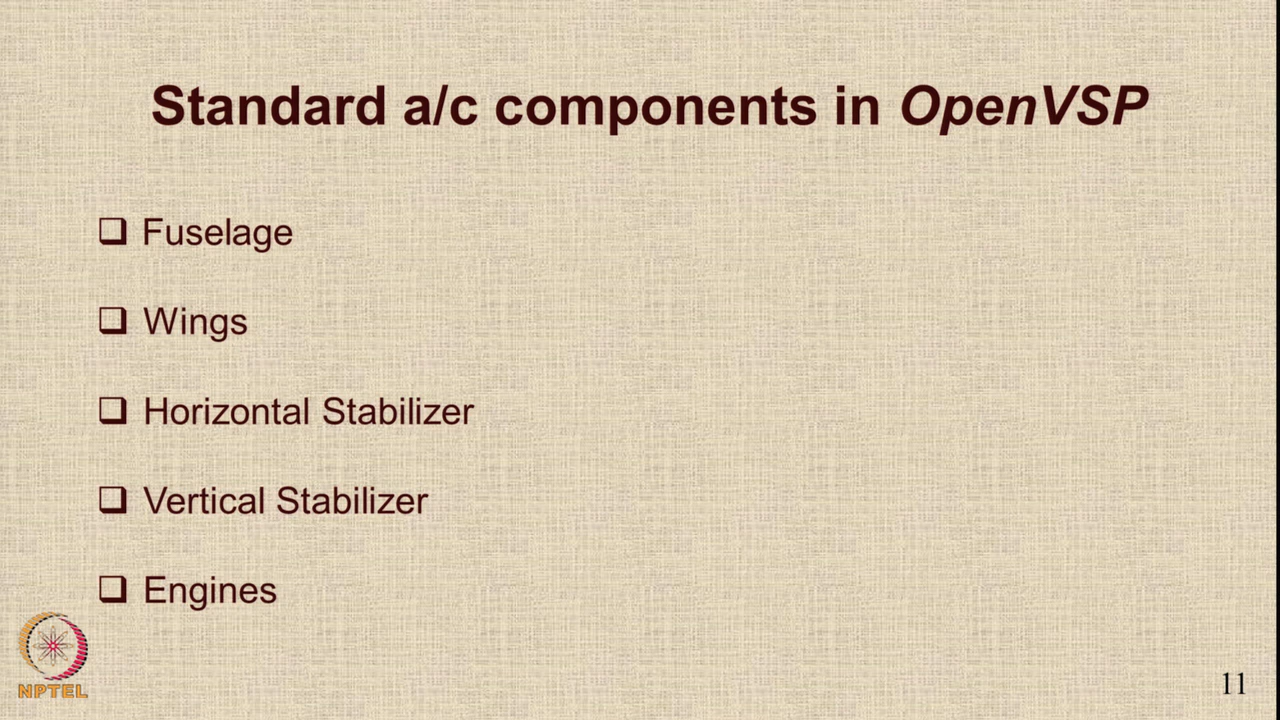 Standard a/c components in OpenVSP
❑ Fuselage
❑ Wings
❑ Horizontal Stabilizer
❑ Vertical Stabilizer
❑ Engines
NPTEL
11